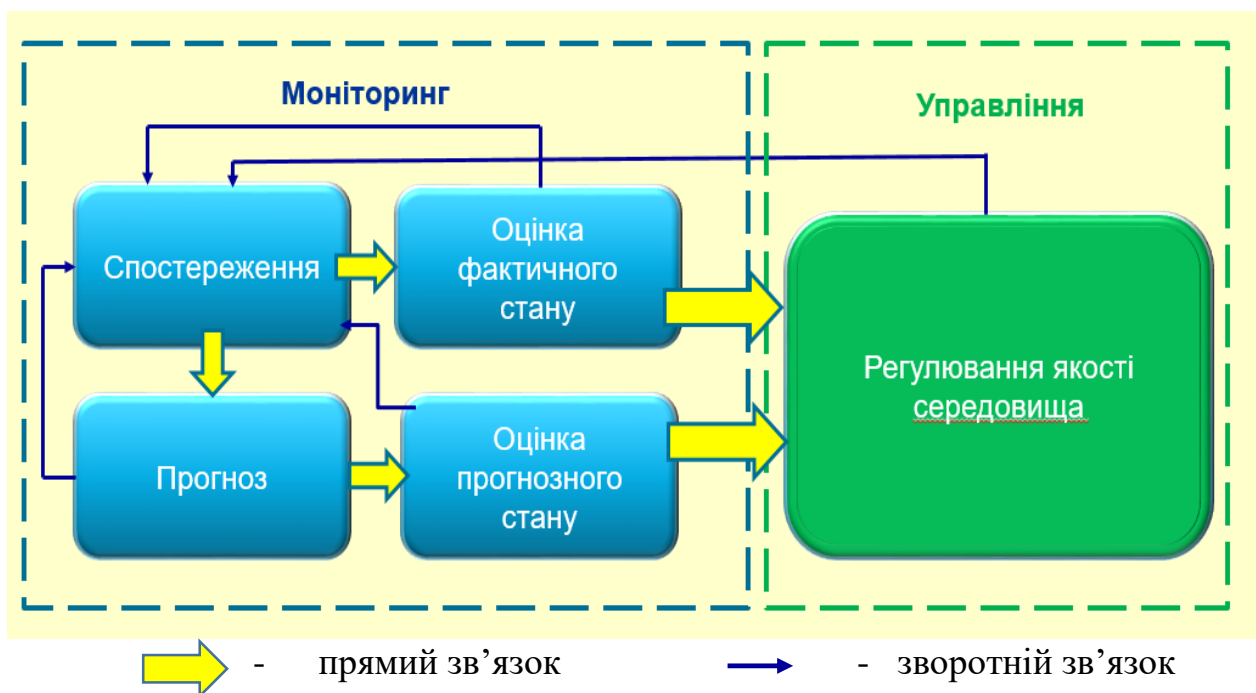 Моніторинг
Управління
Спостереження
Оцінка
фактичного
стану
Прогноз
Оцінка
прогнозного
стану
Регулювання якості
середовища
- прямий зв’язок
- зворотній зв’язок